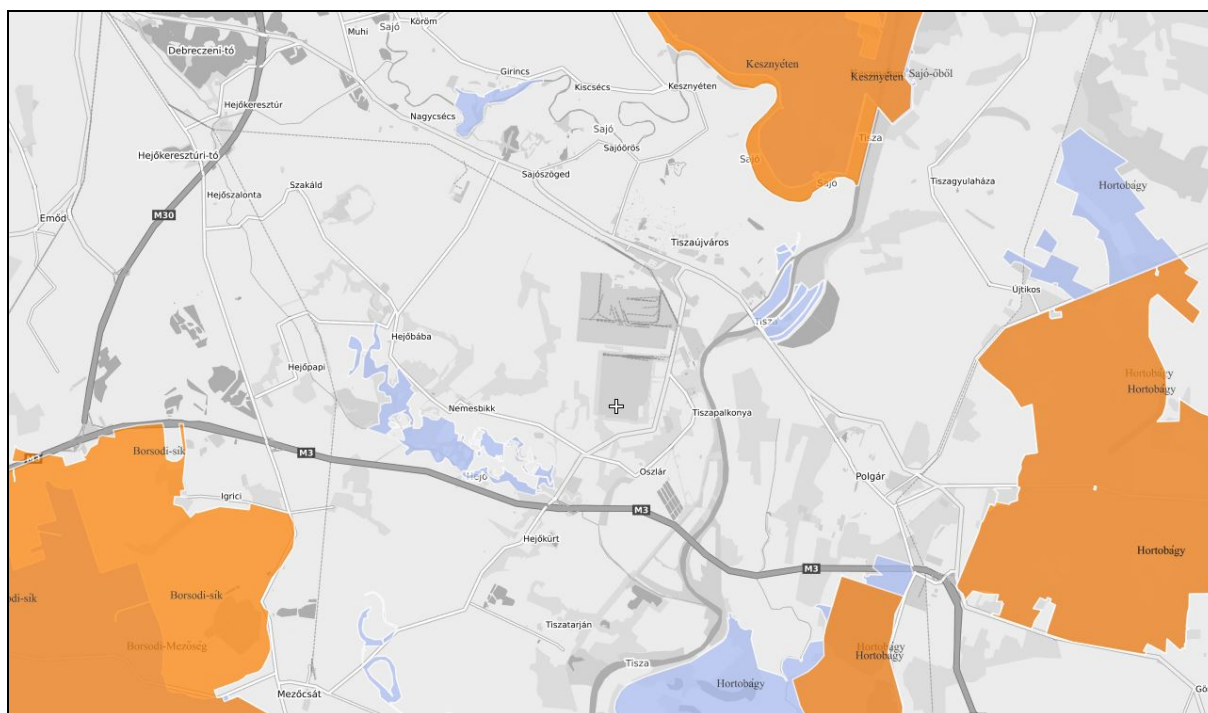 Muhi
Sajó
Köröm
Debreczeni-tó
Girincs
Kesznyéten
Kesznyéten
Sajó-öböl
Kiscsécs
Kesznyéten
Hejőkeresztúr
Nagycsécs
Sajó
Tisza
Hejőkeresztúri-tó
Sajóörös
Sajó
Sajószöged
Sajó
Szakáld
Hejőszalonta
Tiszagyulaháza
Hortobágy
Emőd
M30
Tiszaújváros
Újtikos
Tisza
Hejőbába
Hejőpapi
Hortobágy
Hortobágy
Nemesbikk
Tiszapalkonya
Borsodi-sík
M3
M3
Hejő
Oszlár
Polgár
Igrici
M3
Hejőkürt
Hortobágy
M3
Borsodi-sík
di-sík
Tiszatarján
Borsodi-Mezőség
Hortobágy
Hortobágy
Tisza
Hortobágy
Mezőcsát
Gö